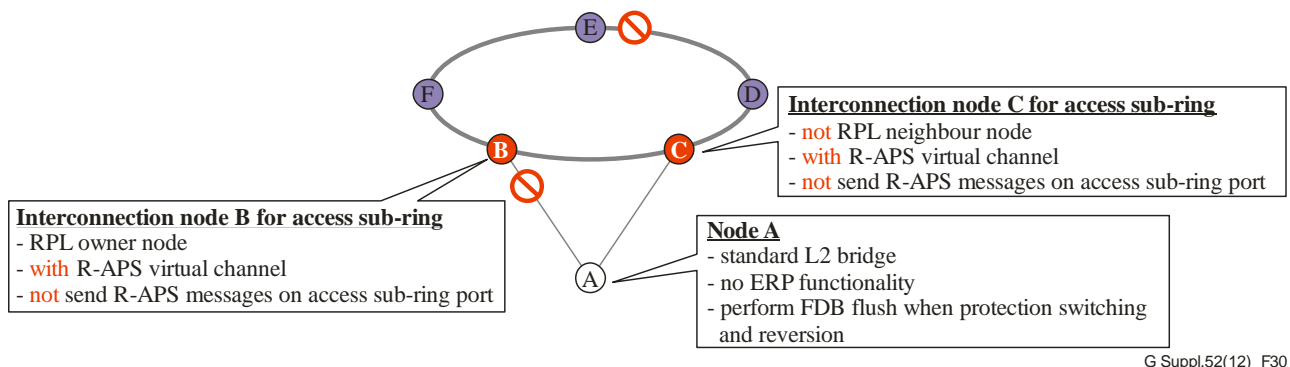 E
F
D
B
C
Interconnection node C for access sub-ring
- not RPL neighbour node
- with R-APS virtual channel
- not send R-APS messages on access sub-ring port
Interconnection node B for access sub-ring
- RPL owner node
- with R-APS virtual channel
- not send R-APS messages on access sub-ring port
A
Node A
- standard L2 bridge
- no ERP functionality
- perform FDB flush when protection switching
and reversion
G Suppl.52(12)_F30